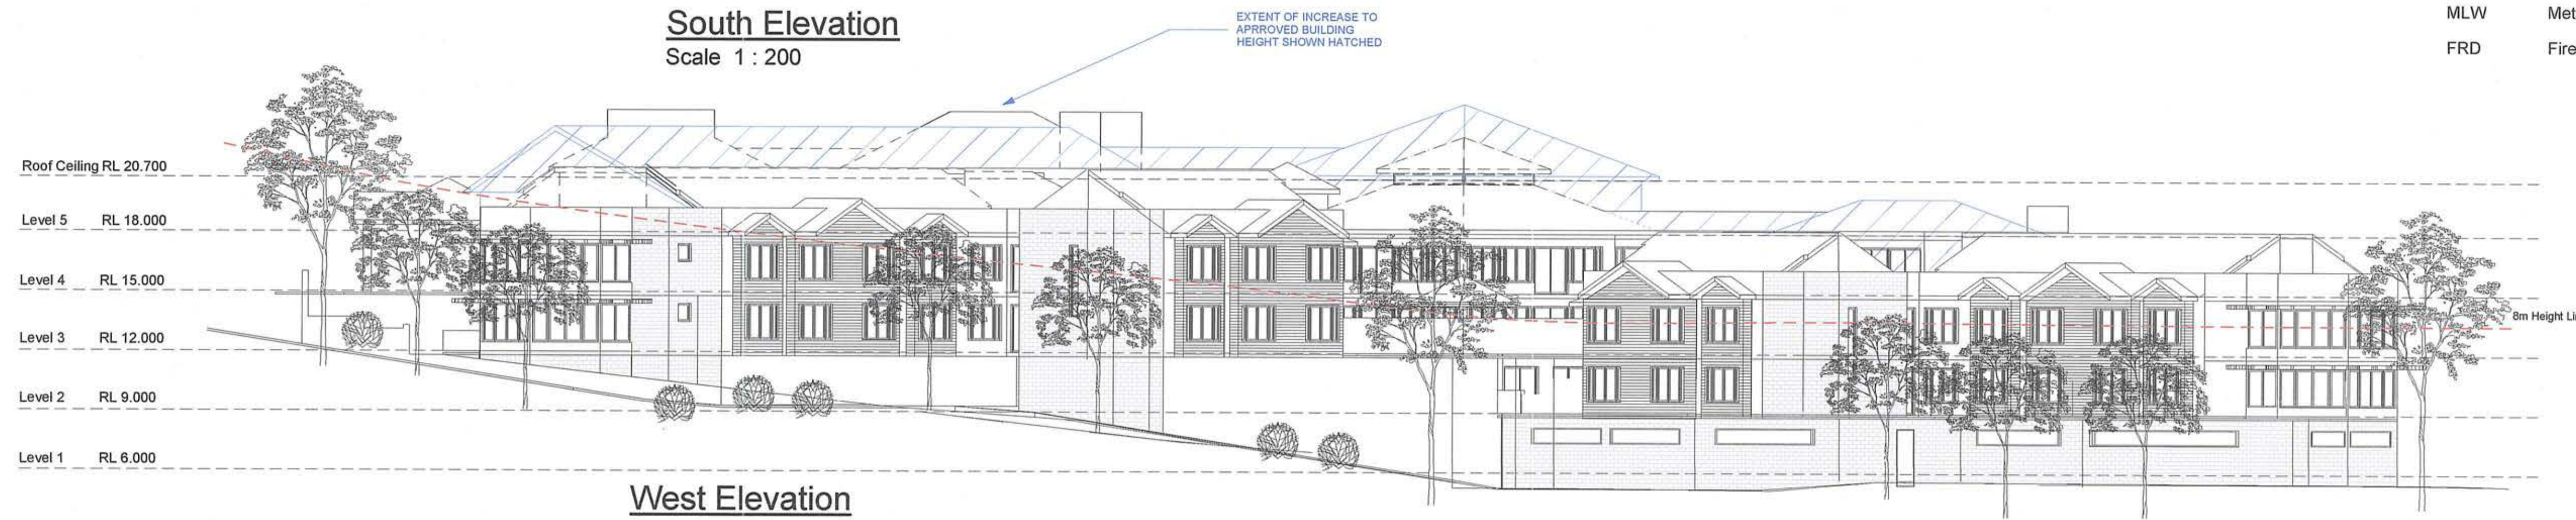 South Elevation
Scale 1 : 200
EXTENT OF INCREASE TO
APRROVED BUILDING
HEIGHT SHOWN HATCHED
MLW Met
FRD Fire
Roof Ceiling RL 20.700
Level 5 RL 18.000
Level 4 RL 15.000
Level 3 RL 12.000
8m Height Li
Level 2 RL 9.000
Level 1 RL 6.000
West Elevation